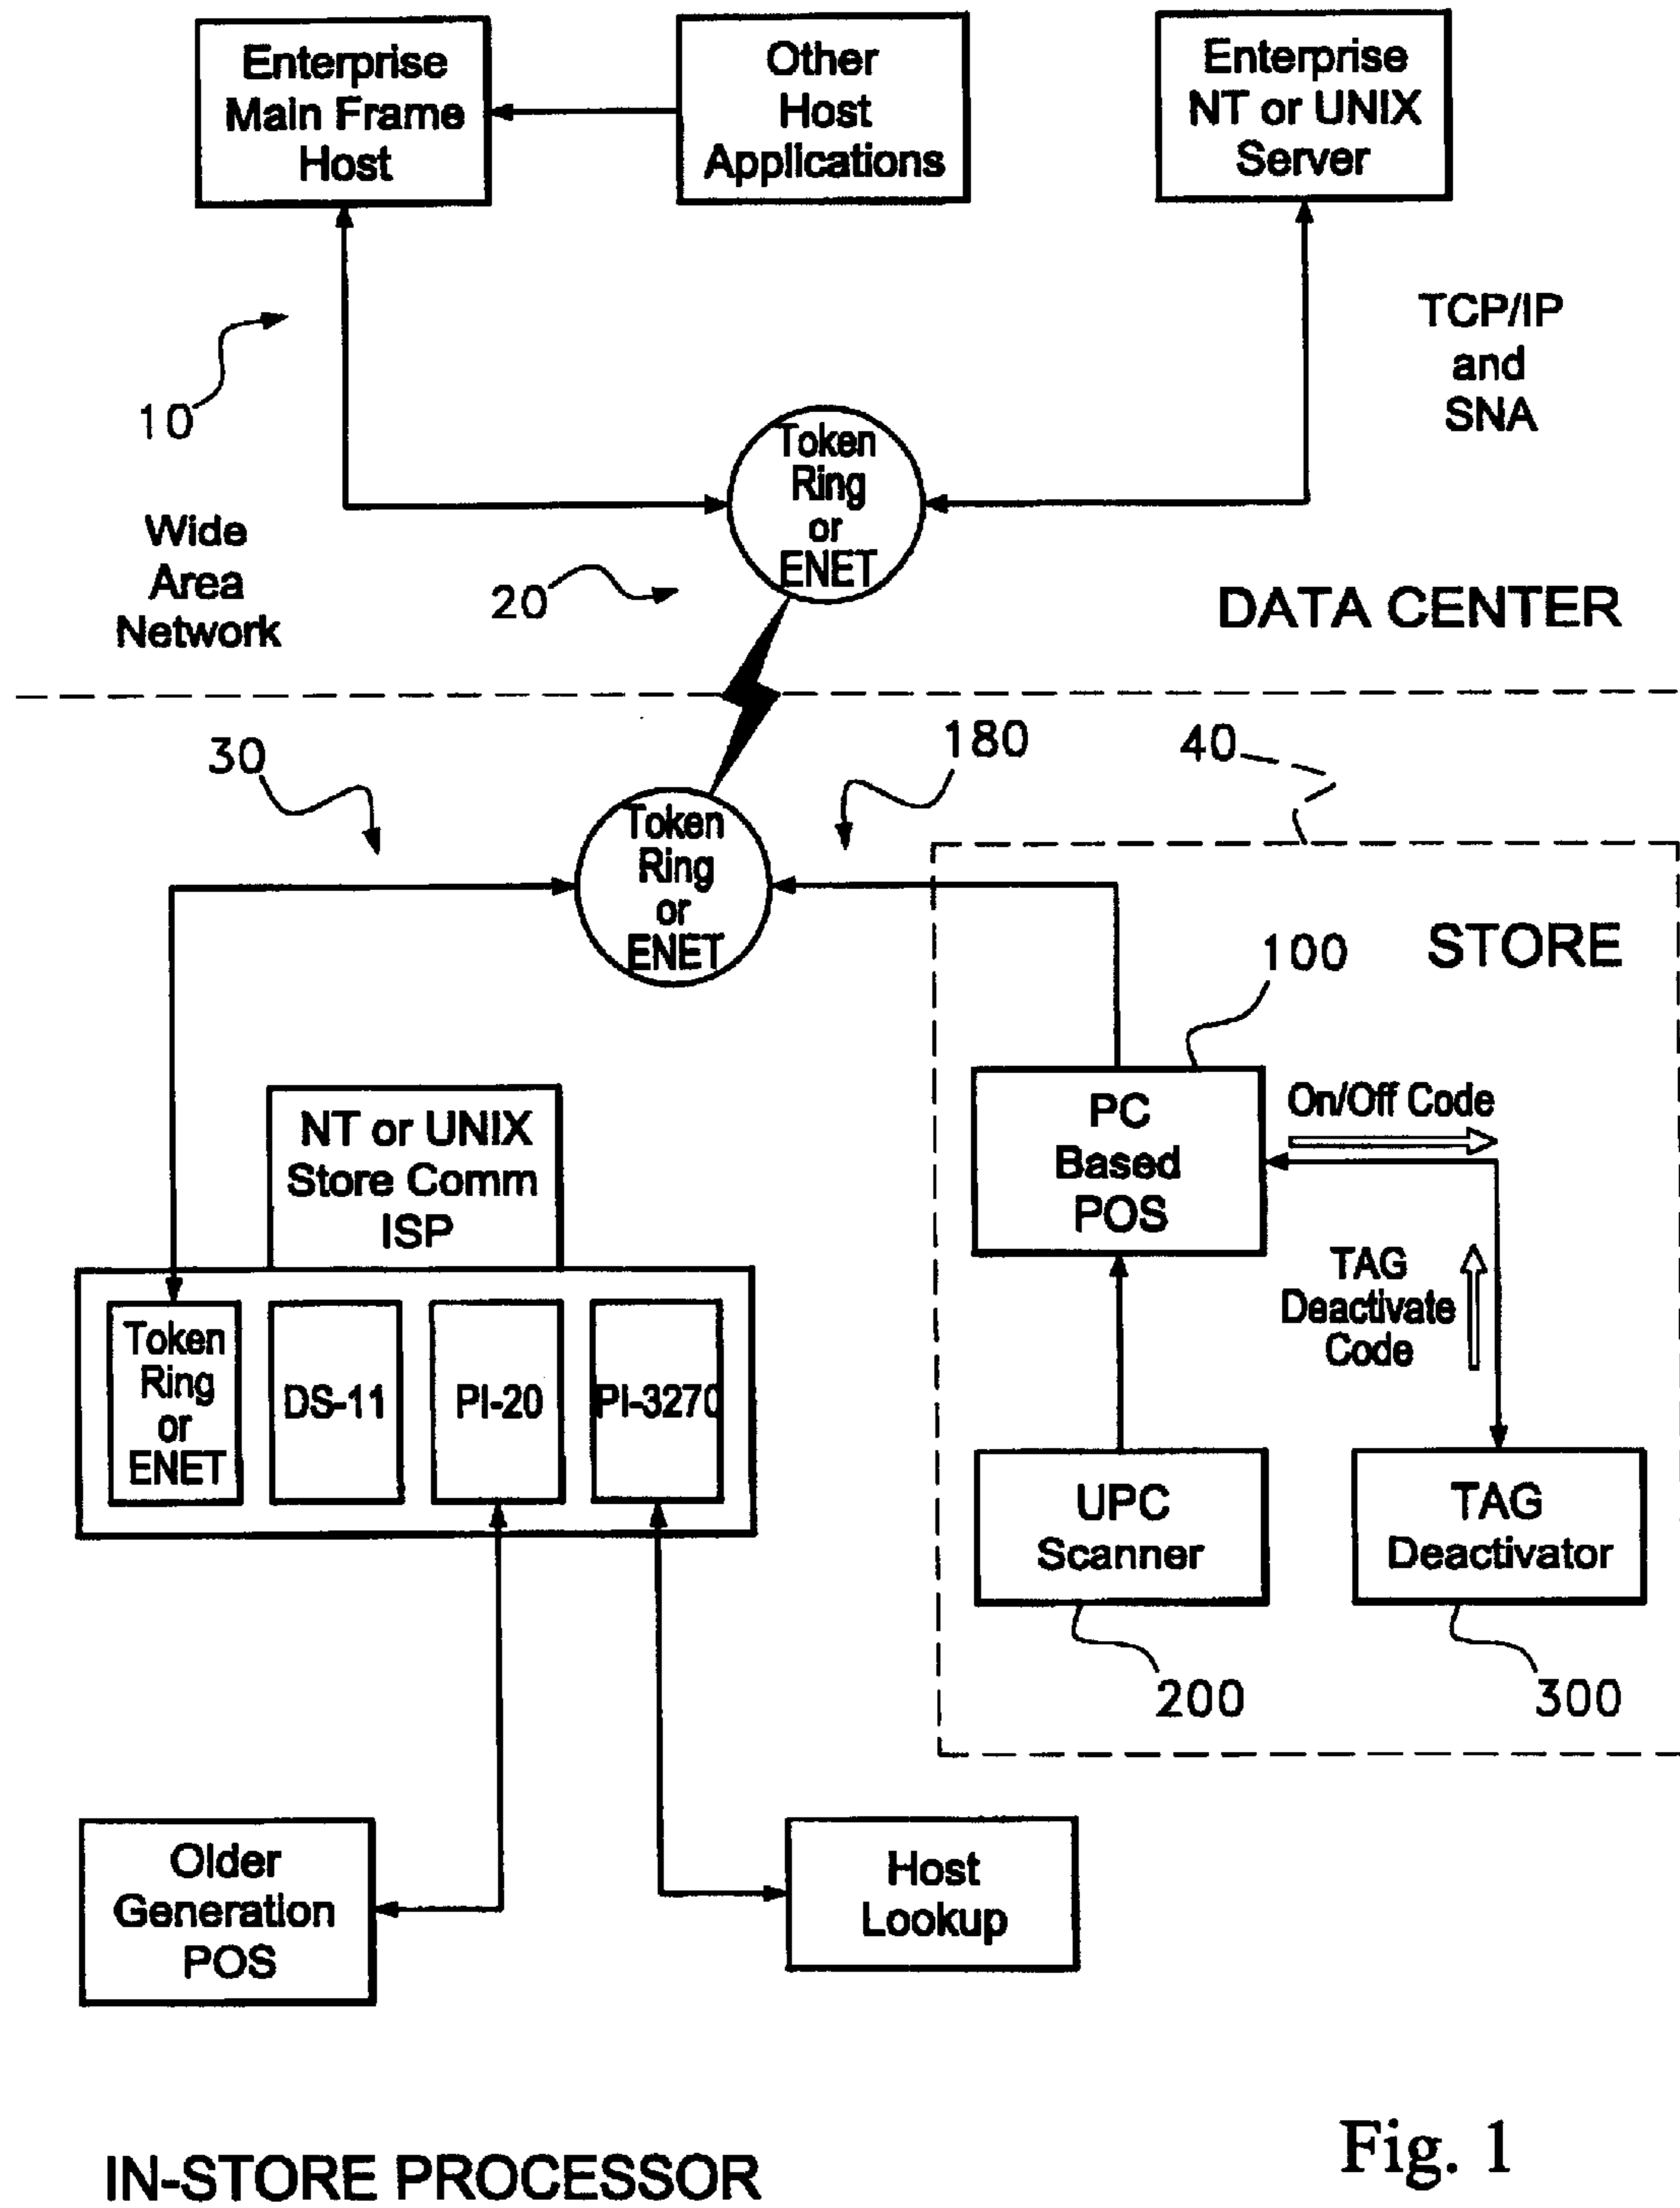 Enterprise
Main Frame
Host
Other
Host
Applications
Enterprise
NT or UNIX
Server
TCP/IP
and
SNA
10
Token
Ring
or
ENET
Wide
Area
Network
20
DATA CENTER
30
180
40
Token
Ring
or
ENET
STORE
100
NT or UNIX
Store Comm
ISP
PC
Based
POS
On/Off Code
TAG
Deactivate
Code
Token
Ring
or
ENET
DS-11
PI-20
PI-3270
UPC
Scanner
TAG
Deactivator
200
300
Older
Generation
POS
Host
Lookup
IN-STORE PROCESSOR
Fig. 1